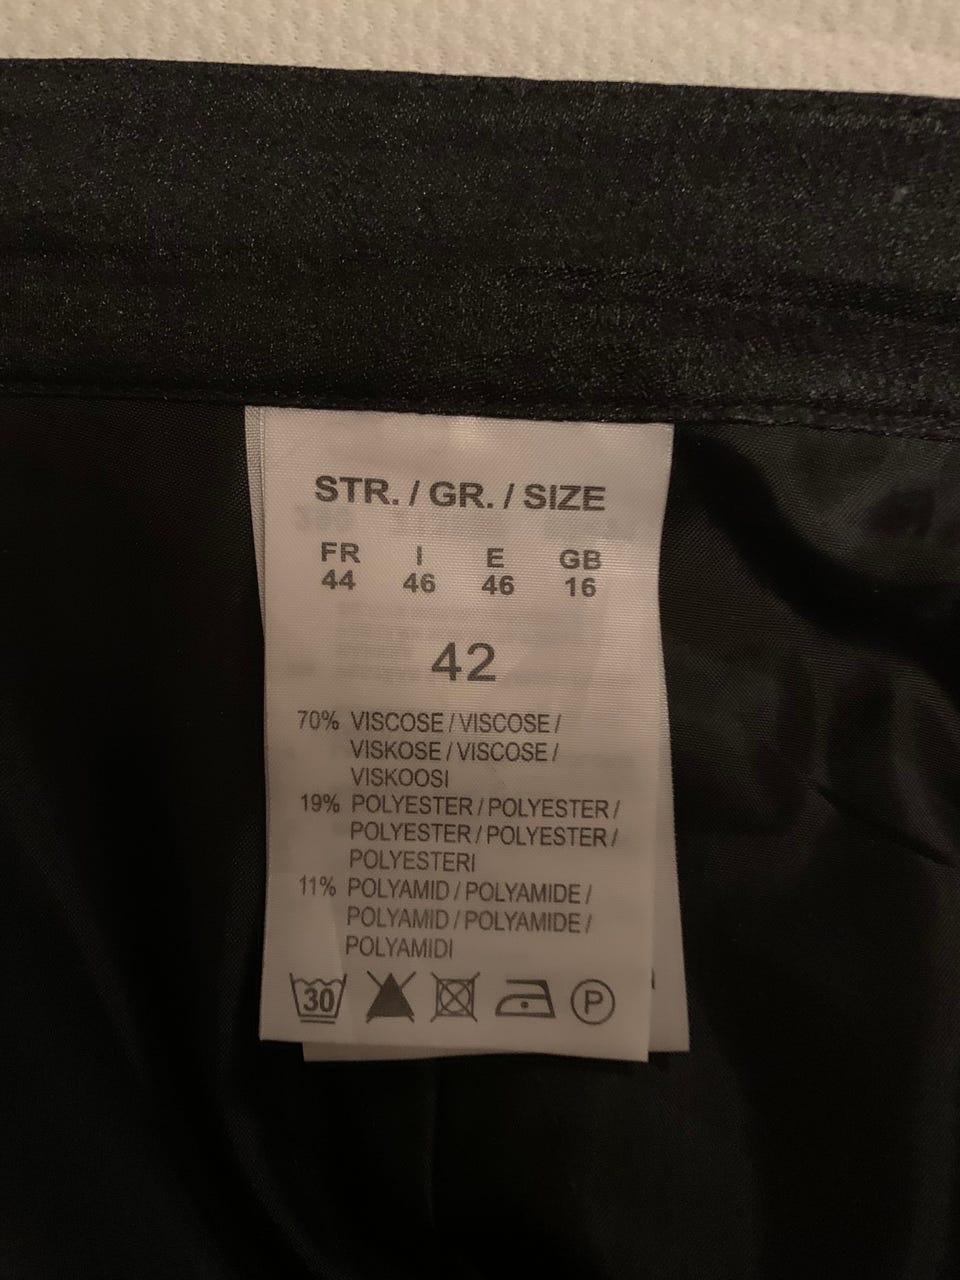 STR. / GR. / SIZE
FR I E GB
44 46 46 16
42
70% VISCOSE / VISCOSE /
VISKOSE / VISCOSE /
VISKOOSI
19% POLYESTER / POLYESTER /
POLYESTER / POLYESTER /
POLYESTERI
11% POLYAMID / POLYAMIDE /
POLYAMID / POLYAMIDE /
POLYAMIDI
30 P